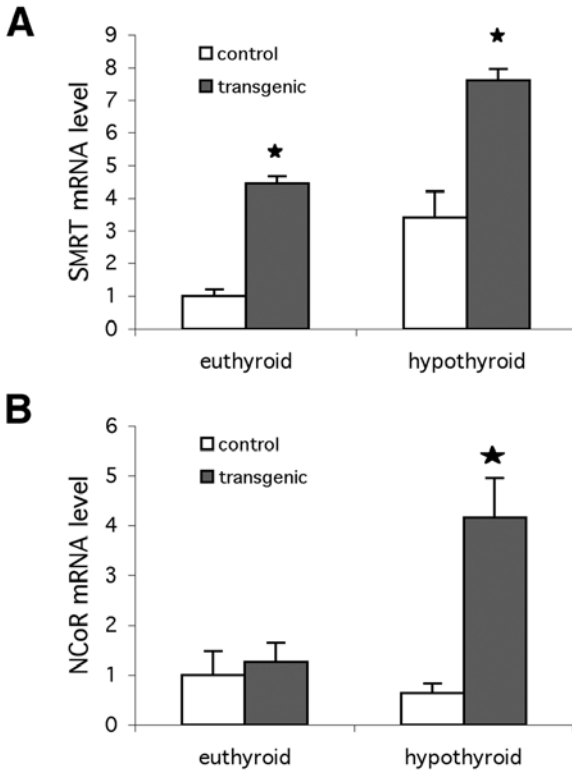 A
SMRT mRNA level
9
8
7
6
5
4
3
2
1
0
control
transgenic
euthyroid hypothyroid
B
NCoR mRNA level
6
5
4
3
2
1
0
control
transgenic
euthyroid hypothyroid